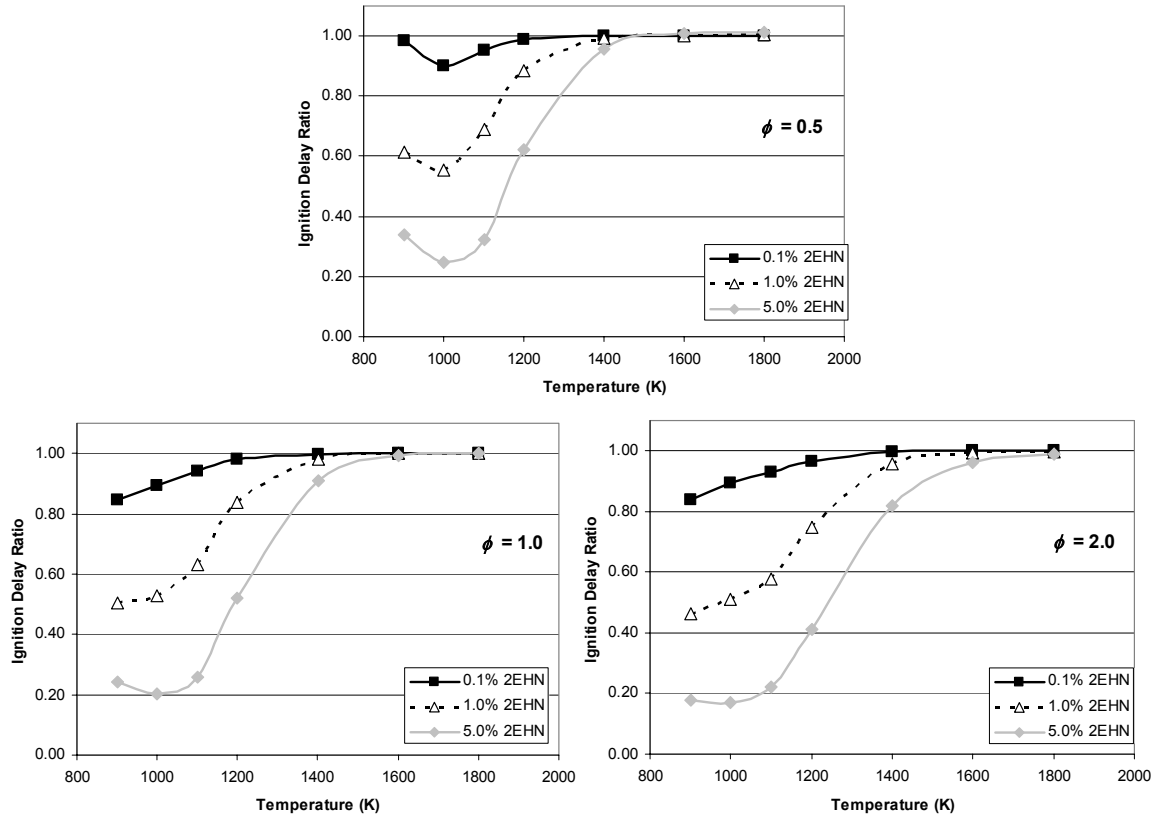 1.00
0.80
0.60
0.40
0.20
0.00
Ignition Delay Ratio
ϕ = 0.5
0.1% 2EHN
1.0% 2EHN
5.0% 2EHN
800 1000 1200 1400 1600 1800 2000
Temperature (K)
1.00
0.80
0.60
0.40
0.20
0.00
Ignition Delay Ratio
ϕ = 1.0
0.1% 2EHN
1.0% 2EHN
5.0% 2EHN
800 1000 1200 1400 1600 1800 2000
Temperature (K)
1.00
0.80
0.60
0.40
0.20
0.00
Ignition Delay Ratio
ϕ = 2.0
0.1% 2EHN
1.0% 2EHN
5.0% 2EHN
800 1000 1200 1400 1600 1800 2000
Temperature (K)